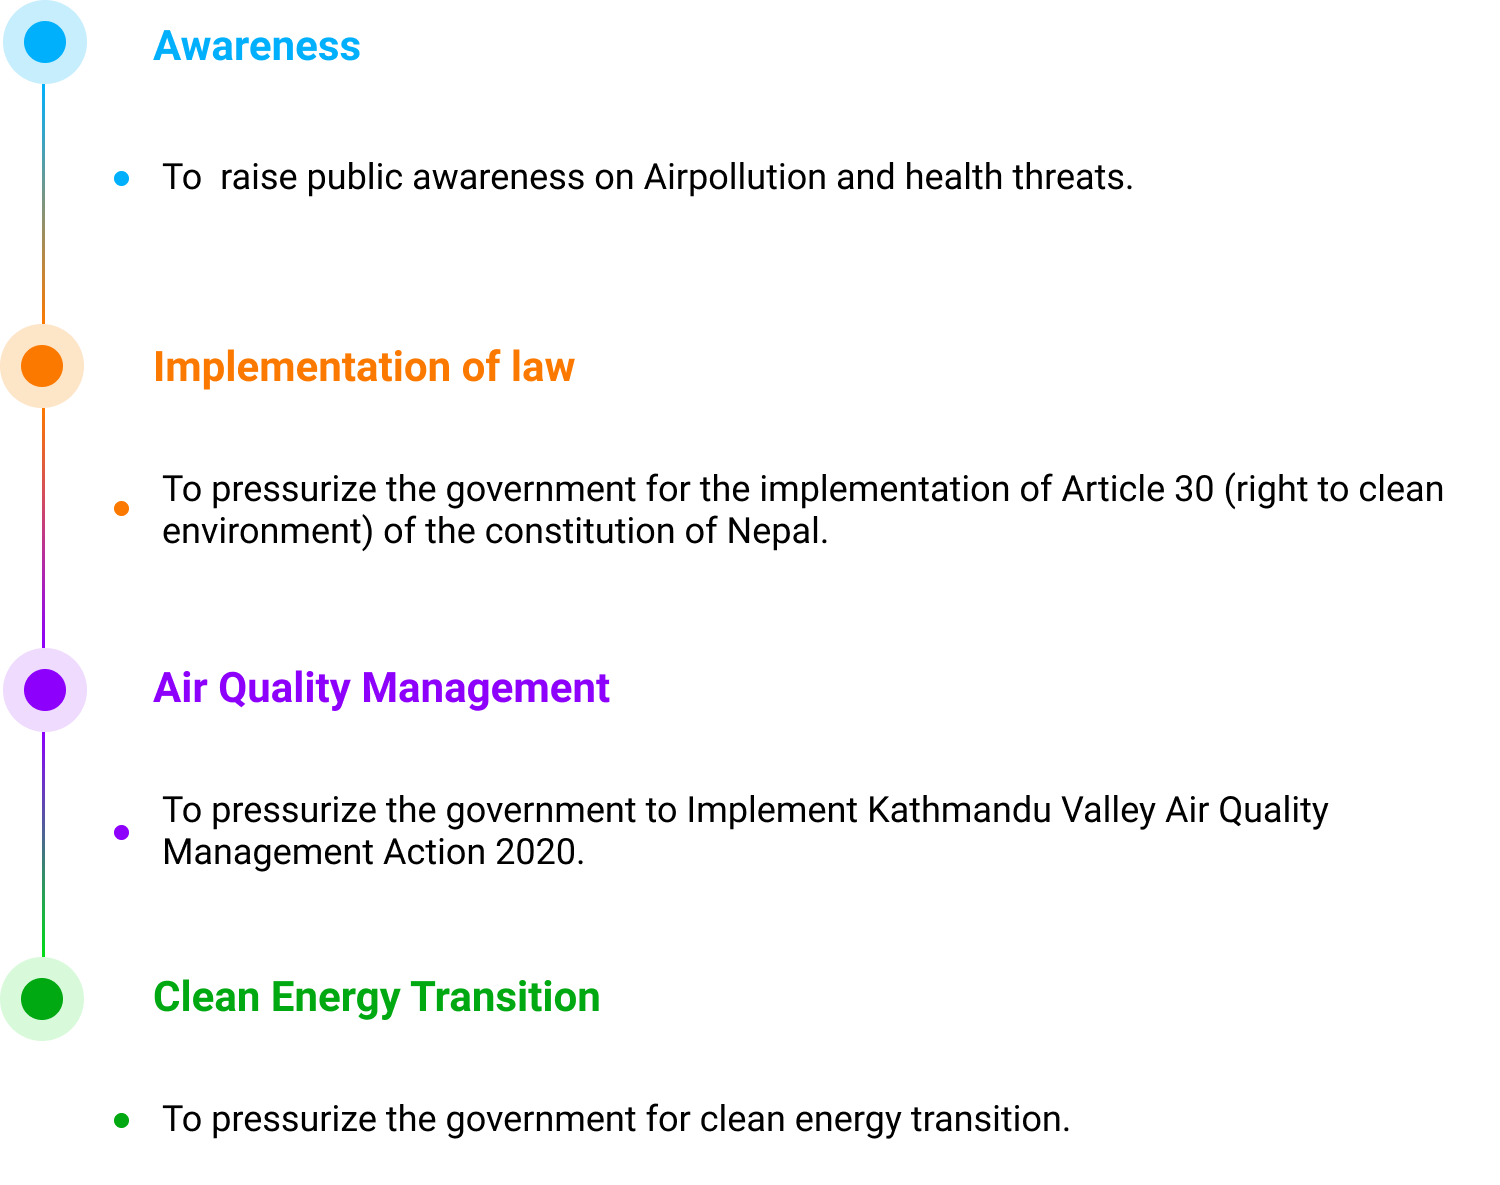 Awareness
To  raise public awareness on Airpollution and health threats.
Implementation of law
To pressurize the government for the implementation of Article 30 (right to clean
environment) of the constitution of Nepal.
Air Quality Management
To pressurize the government to Implement Kathmandu Valley Air Quality
Management Action 2020.
Clean Energy Transition
To pressurize the government for clean energy transition.